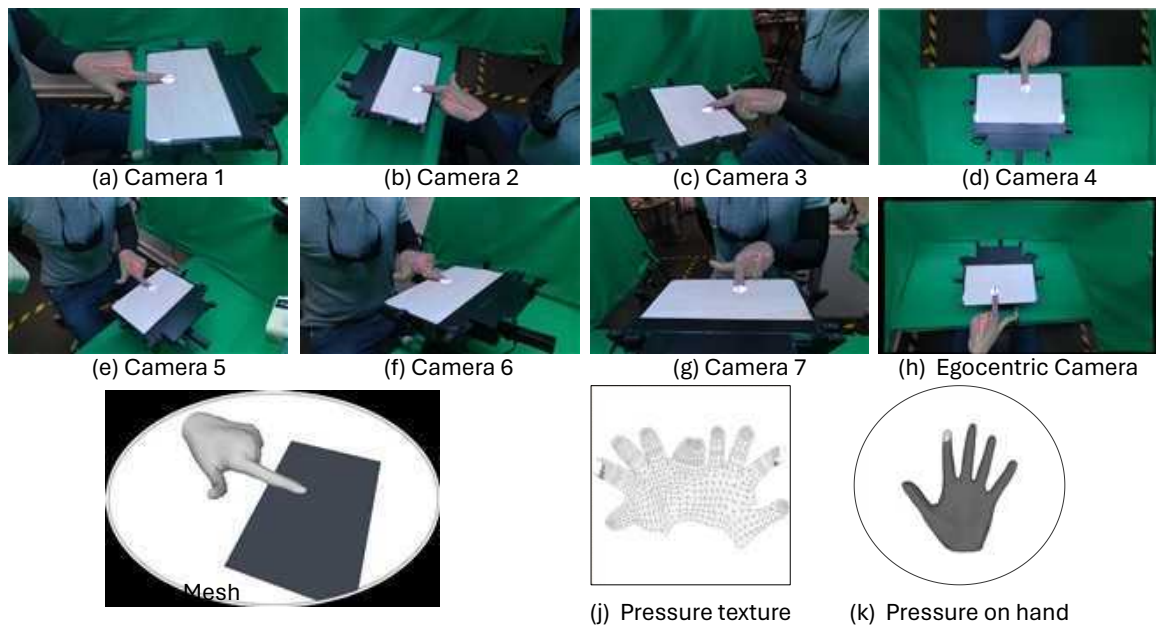 (a) Camera 1
(b) Camera 2
(c) Camera 3
(d) Camera 4
(e) Camera 5
(f) Camera 6
(g) Camera 7
(h) Egocentric Camera
Mesh
(j) Pressure texture
(k) Pressure on hand